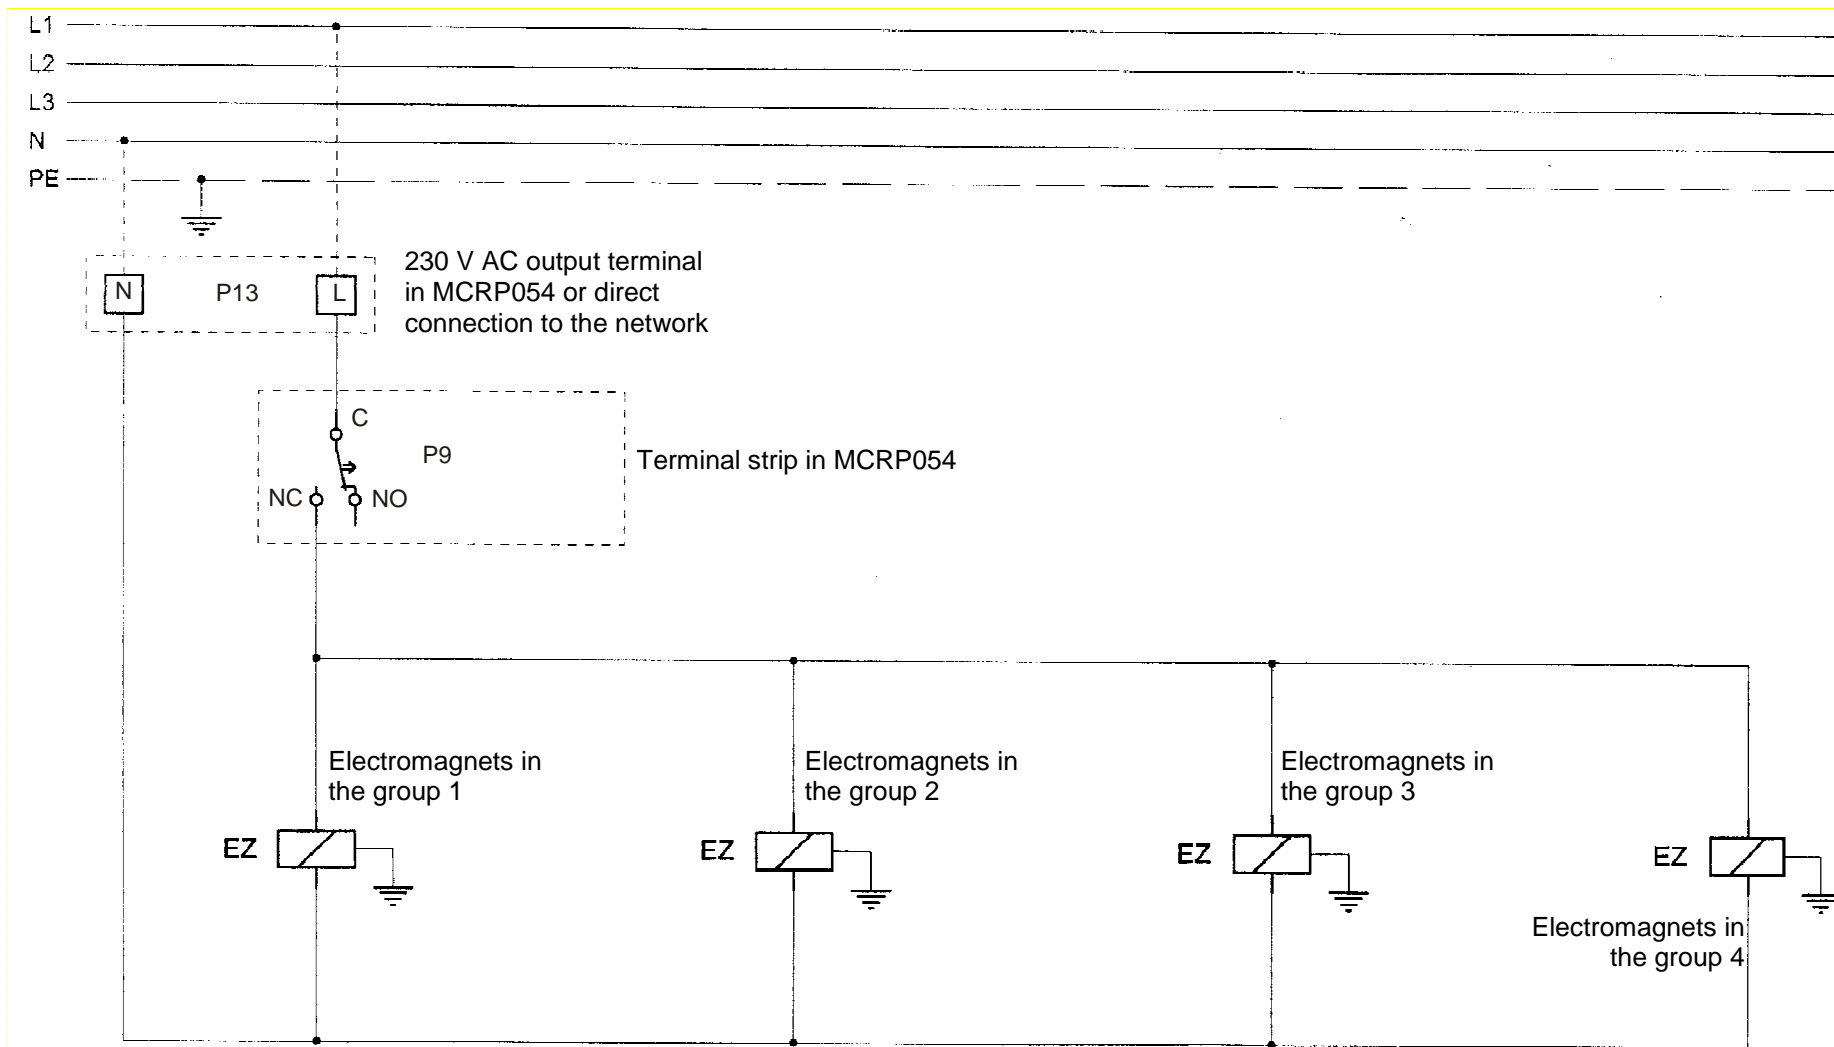 L1
L2
L3
N
PE
230 V AC output terminal
in MCRP054 or direct
connection to the network
N
P13
L
C
P9
Terminal strip in MCRP054
NC
NO
Electromagnets in
the group 1
Electromagnets in
the group 2
Electromagnets in
the group 3
EZ
EZ
EZ
EZ
Electromagnets in
the group 4